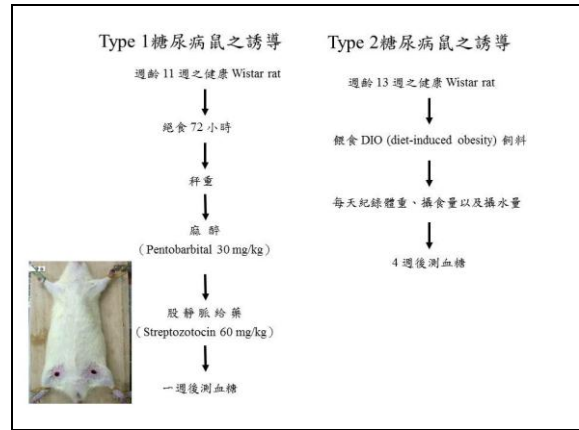 Type 1糖尿病鼠之誘導
週齡 11 週之健康 Wistar rat
絕食 72 小時
秤重
麻 醉
(Pentobarbital 30 mg/kg)
股 靜 脈 給 藥
(Streptozotocin 60 mg/kg)
一週後測血糖
Type 2糖尿病鼠之誘導
週齡 13 週之健康 Wistar rat
餵食 DIO (diet-induced obesity) 飼料
每天紀錄體重、攝食量以及攝水量
4 週後測血糖